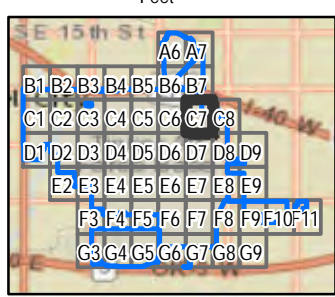 Feet
SE 15th St
A6 A7
B1 B2 B3 B4 B5 B6 B7
C1 C2 C3 C4 C5 C6 C7 C8
I-40 W
D1 D2 D3 D4 D5 D6 D7 D8 D9
E2 E3 E4 E5 E6 E7 E8 E9
F3 F4 F5 F6 F7 F8 F9 F10 F11
G3 G4 G5 G6 G7 G8 G9